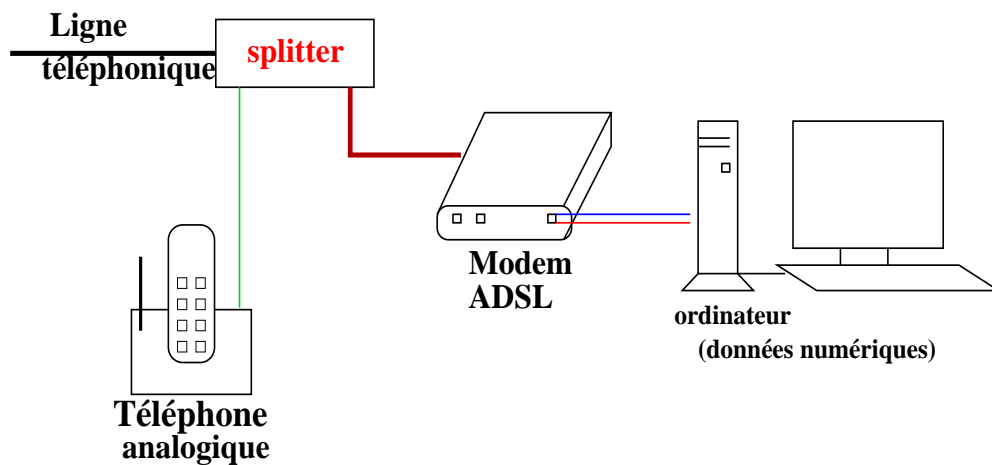 Ligne
téléphonique
splitter
Modem
ADSL
ordinateur
(données numériques)
Téléphone
analogique